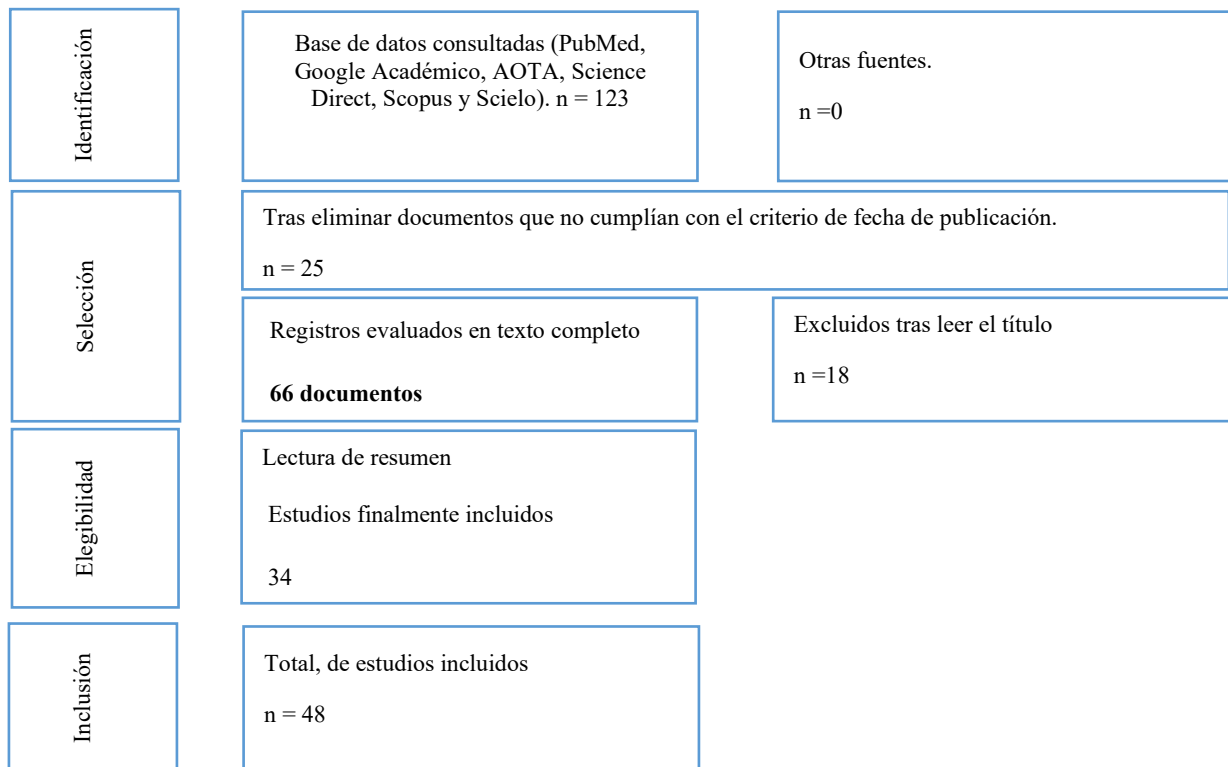 Identificación
Base de datos consultadas (PubMed,
Google Académico, AOTA, Science
Direct, Scopus y Scielo). n = 123
Otras fuentes.
n =0
Selección
Tras eliminar documentos que no cumplían con el criterio de fecha de publicación.
n = 25
Registros evaluados en texto completo
66 documentos
Excluidos tras leer el título
n =18
Elegibilidad
Lectura de resumen
Estudios finalmente incluidos
34
Inclusión
Total, de estudios incluidos
n = 48